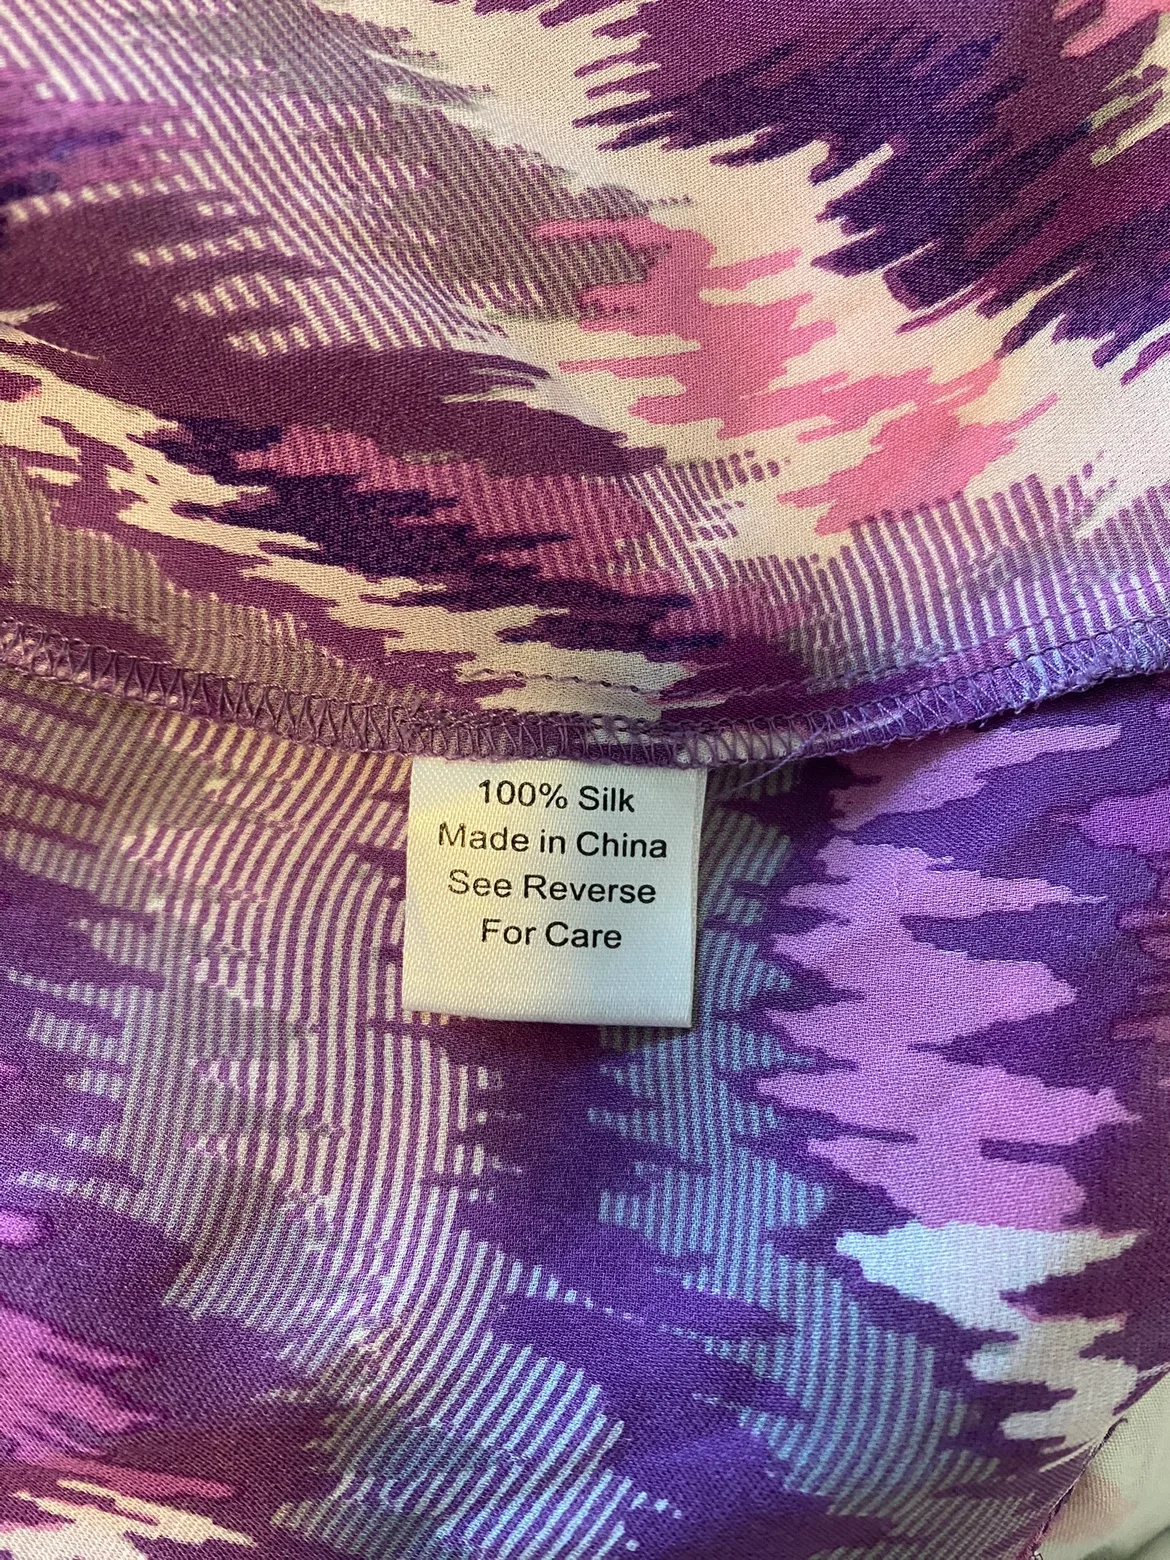 100% Silk
Made in China
See Reverse
For Care